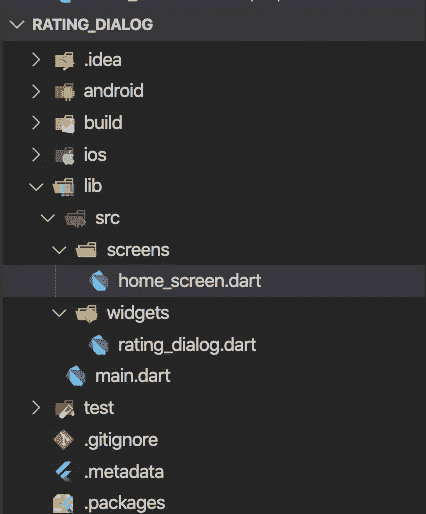 RATING_DIALOG
.idea
android
build
ios
lib
src
screens
home_screen.dart
widgets
rating_dialog.dart
main.dart
test
.gitignore
.metadata
.packages